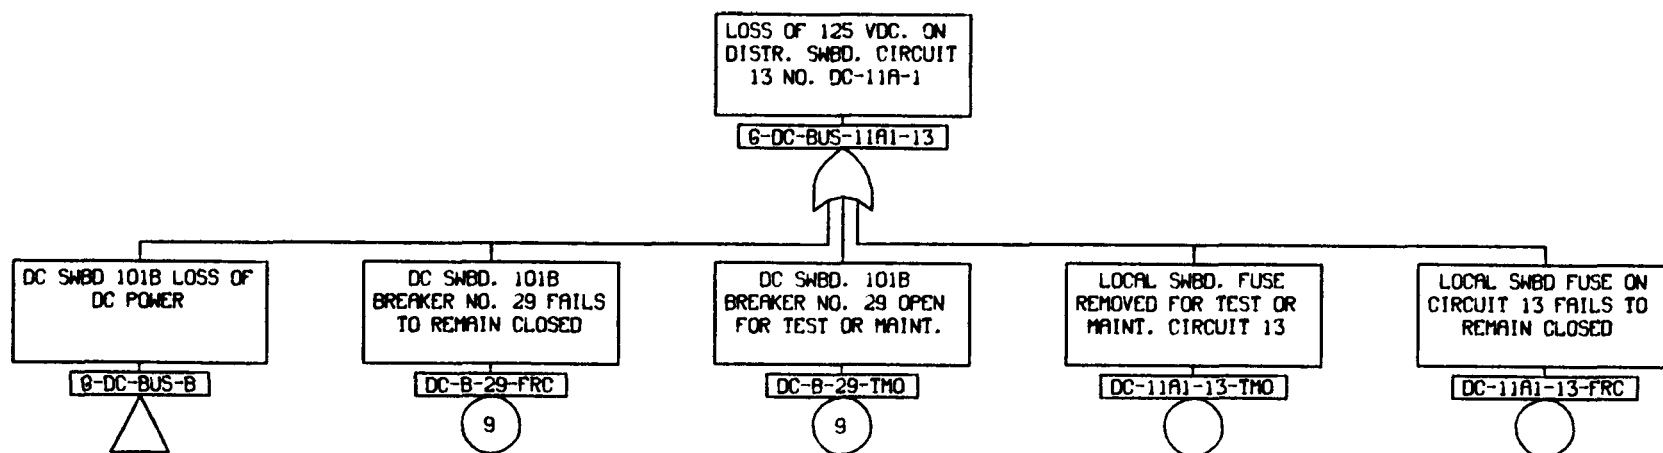 LOSS OF 125 VDC. ON
DISTR. SWBD. CIRCUIT
13 NO. DC-11A-1
G-DC-BUS-11A1-13
DC SWBD 101B LOSS OF
DC POWER
G-DC-BUS-B
DC SWBD. 101B
BREAKER NO. 29 FAILS
TO REMAIN CLOSED
DC-B-29-FRC
9
DC SWBD. 101B
BREAKER NO. 29 OPEN
FOR TEST OR MAINT.
DC-B-29-TMO
9
LOCAL SWBD. FUSE
REMOVED FOR TEST OR
MAINT. CIRCUIT 13
DC-11A1-13-TMO
LOCAL SWBD FUSE ON
CIRCUIT 13 FAILS TO
REMAIN CLOSED
DC-11A1-13-FRC